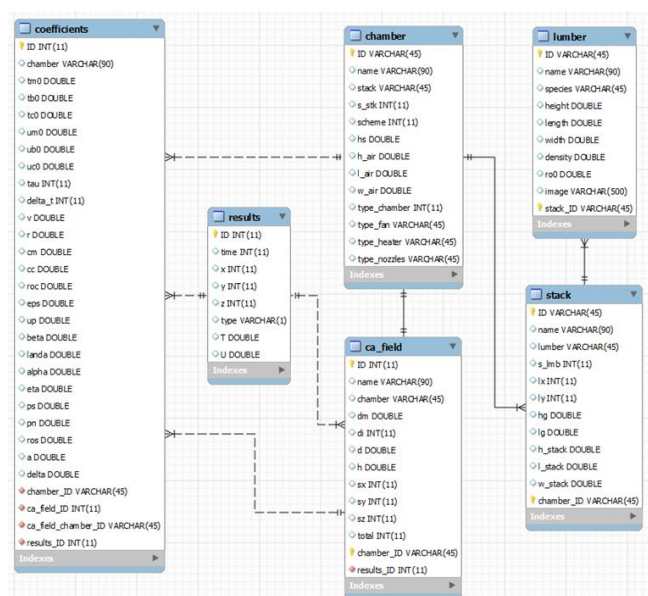 coefficients
ID INT(11)
chamber VARCHAR(90)
tm0 DOUBLE
tb0 DOUBLE
tc0 DOUBLE
um0 DOUBLE
ub0 DOUBLE
uc0 DOUBLE
tau INT(11)
delta_t INT(11)
v DOUBLE
r DOUBLE
cm DOUBLE
cc DOUBLE
roc DOUBLE
eps DOUBLE
up DOUBLE
beta DOUBLE
landa DOUBLE
alpha DOUBLE
eta DOUBLE
ps DOUBLE
pn DOUBLE
ros DOUBLE
a DOUBLE
delta DOUBLE
chamber_ID VARCHAR(45)
ca_field_ID INT(11)
ca_field_chamber_ID VARCHAR(45)
results_ID INT(11)
Indexes
results
ID INT(11)
time INT(11)
x INT(11)
y INT(11)
z INT(11)
type VARCHAR(1)
T DOUBLE
U DOUBLE
Indexes
chamber
ID VARCHAR(45)
name VARCHAR(90)
stack VARCHAR(45)
s_stk INT(11)
scheme INT(11)
hs DOUBLE
h_air DOUBLE
l_air DOUBLE
w_air DOUBLE
type_chamber INT(11)
type_fan VARCHAR(45)
type_heater VARCHAR(45)
type_nozzles VARCHAR(45)
Indexes
ca_field
ID INT(11)
name VARCHAR(90)
chamber VARCHAR(45)
dm DOUBLE
di INT(11)
d DOUBLE
h DOUBLE
sx INT(11)
sy INT(11)
sz INT(11)
total INT(11)
chamber_ID VARCHAR(45)
results_ID INT(11)
Indexes
lumber
ID VARCHAR(45)
name VARCHAR(90)
species VARCHAR(45)
height DOUBLE
length DOUBLE
width DOUBLE
density DOUBLE
ro0 DOUBLE
image VARCHAR(500)
stack_ID VARCHAR(45)
Indexes
stack
ID VARCHAR(45)
name VARCHAR(90)
lumber VARCHAR(45)
s_lmb INT(11)
lx INT(11)
ly INT(11)
hg DOUBLE
lg DOUBLE
h_stack DOUBLE
l_stack DOUBLE
w_stack DOUBLE
chamber_ID VARCHAR(45)
Indexes